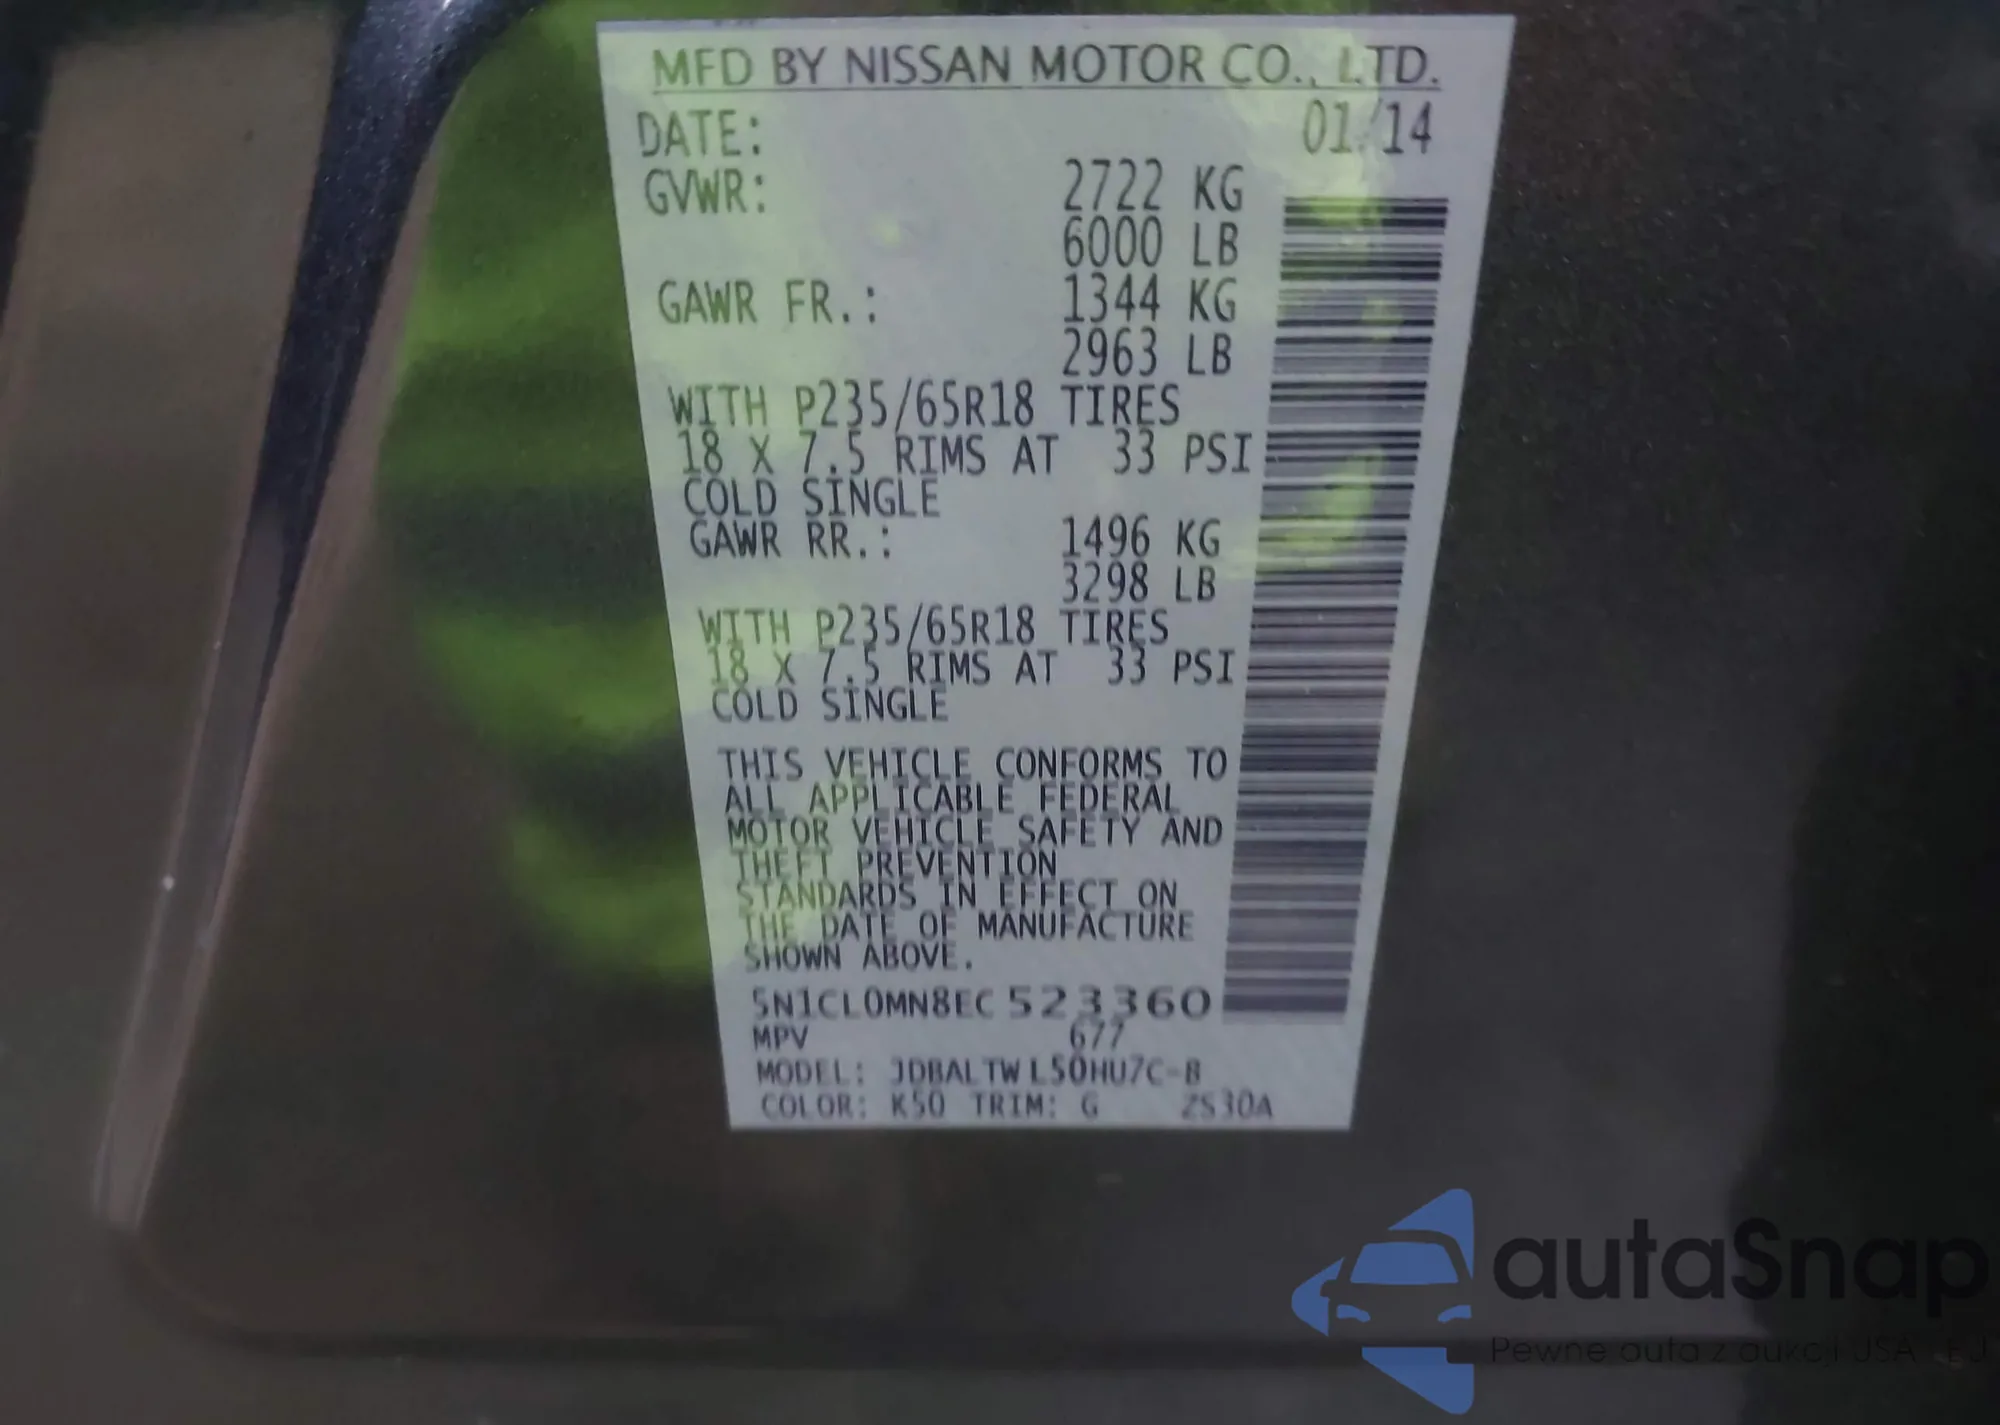 MFD BY NISSAN MOTOR CO., LTD.
DATE: 01/14
GVWR: 2722 KG
6000 LB
GAWR FR.: 1344 KG
2963 LB
WITH P235/65R18 TIRES
18 X 7.5 RIMS AT 33 PSI
COLD SINGLE
GAWR RR.: 1496 KG
3298 LB
WITH P235/65R18 TIRES
18 X 7.5 RIMS AT 33 PSI
COLD SINGLE
THIS VEHICLE CONFORMS TO
ALL APPLICABLE FEDERAL
MOTOR VEHICLE SAFETY AND
THEFT PREVENTION
STANDARDS IN EFFECT ON
THE DATE OF MANUFACTURE
SHOWN ABOVE.
5N1CL0MN8EC523360
MPV 677
MODEL: JDBALTWL50HU7C-B
COLOR: K50 TRIM: G ZS30A
autaSnap
Pewne auta z aukcji USA